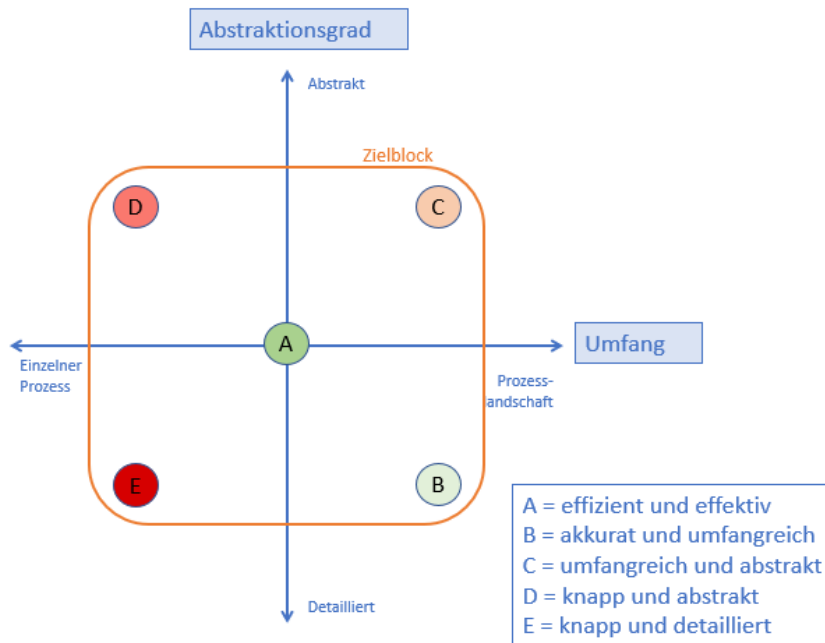 Abstraktionsgrad
Abstrakt
Zielblock
D
C
A
Umfang
Einzelner
Prozess
Prozess-
landschaft
E
B
A = effizient und effektiv
B = akkurat und umfangreich
C = umfangreich und abstrakt
D = knapp und abstrakt
E = knapp und detailliert
Detailliert